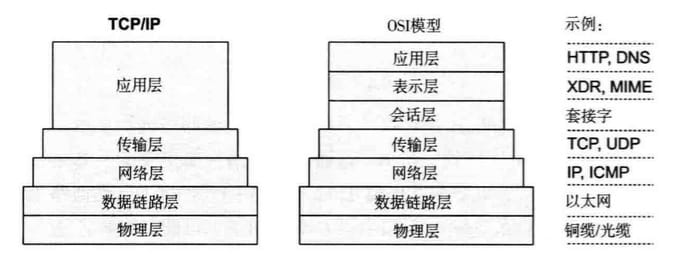 TCP/IP
应用层
传输层
网络层
数据链路层
物理层
OSI模型
应用层
表示层
会话层
传输层
网络层
数据链路层
物理层
示例:
HTTP, DNS
XDR, MIME
套接字
TCP, UDP
IP, ICMP
以太网
铜缆/光缆